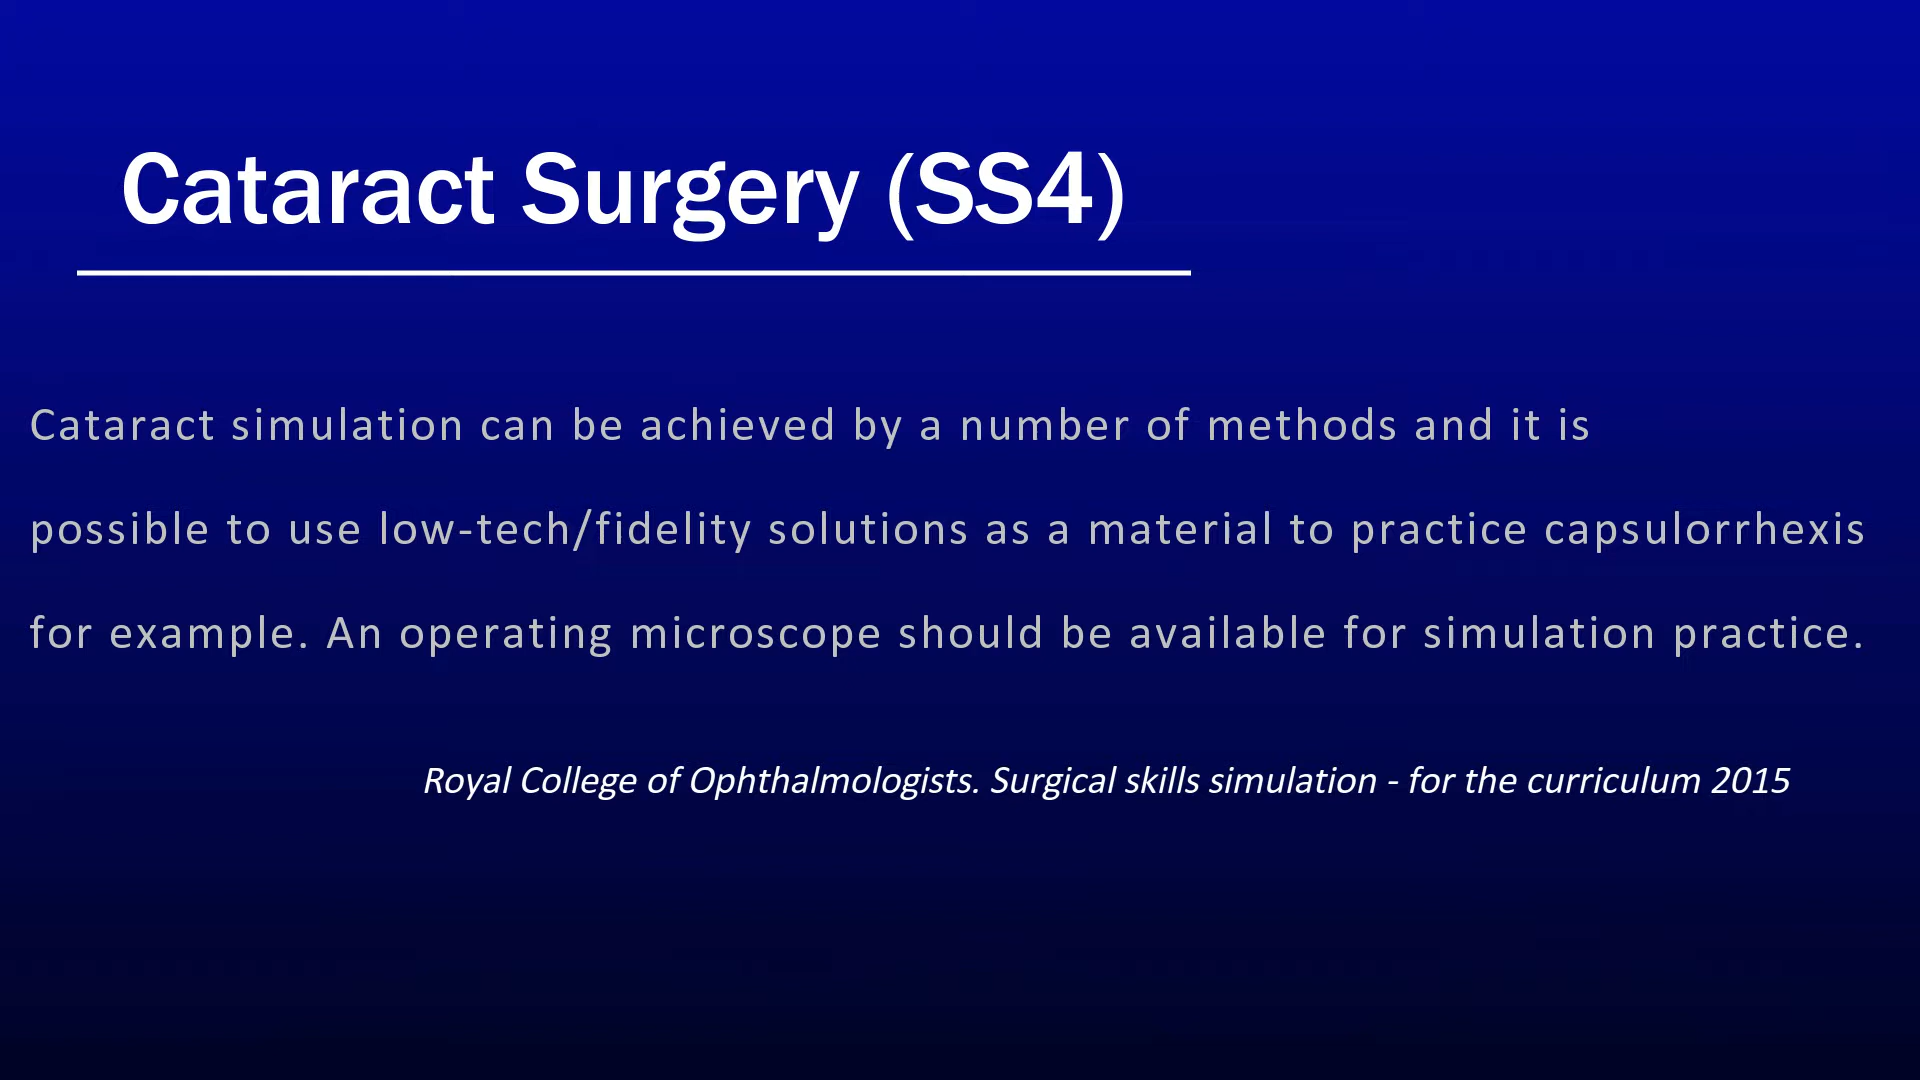 Cataract Surgery (SS4)
Cataract simulation can be achieved by a number of methods and it is
possible to use low-tech/fidelity solutions as a material to practice capsulorrhexis
for example. An operating microscope should be available for simulation practice.
Royal College of Ophthalmologists. Surgical skills simulation - for the curriculum 2015